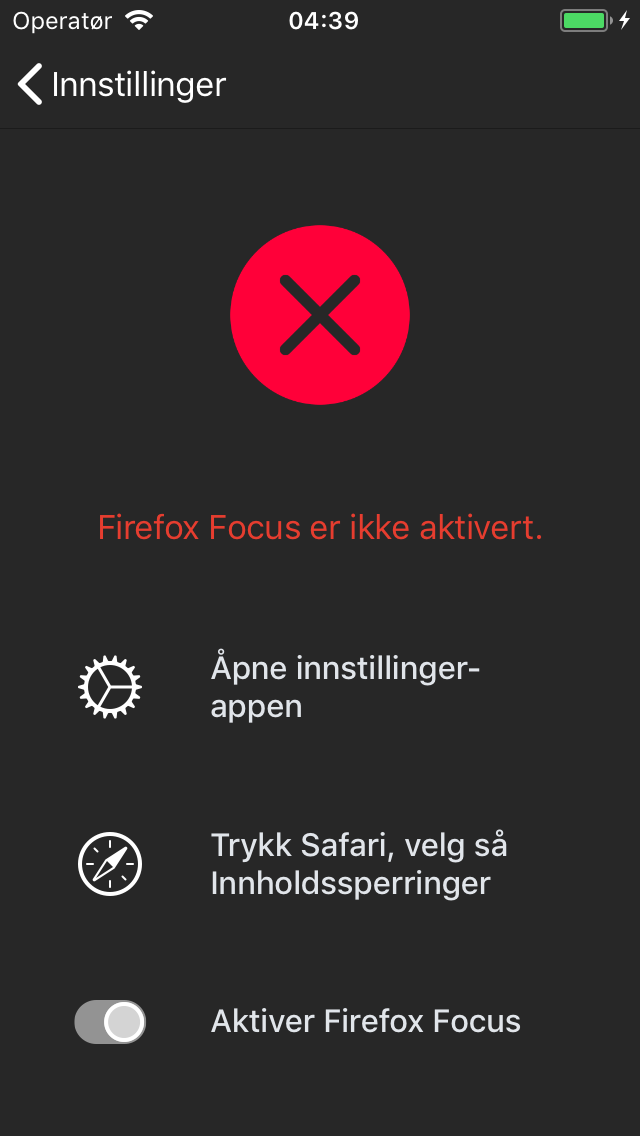 Operatør
04:39
Innstillinger
Firefox Focus er ikke aktivert.
Åpne innstillinger-
appen
Trykk Safari, velg så
Innholdssperringer
Aktiver Firefox Focus